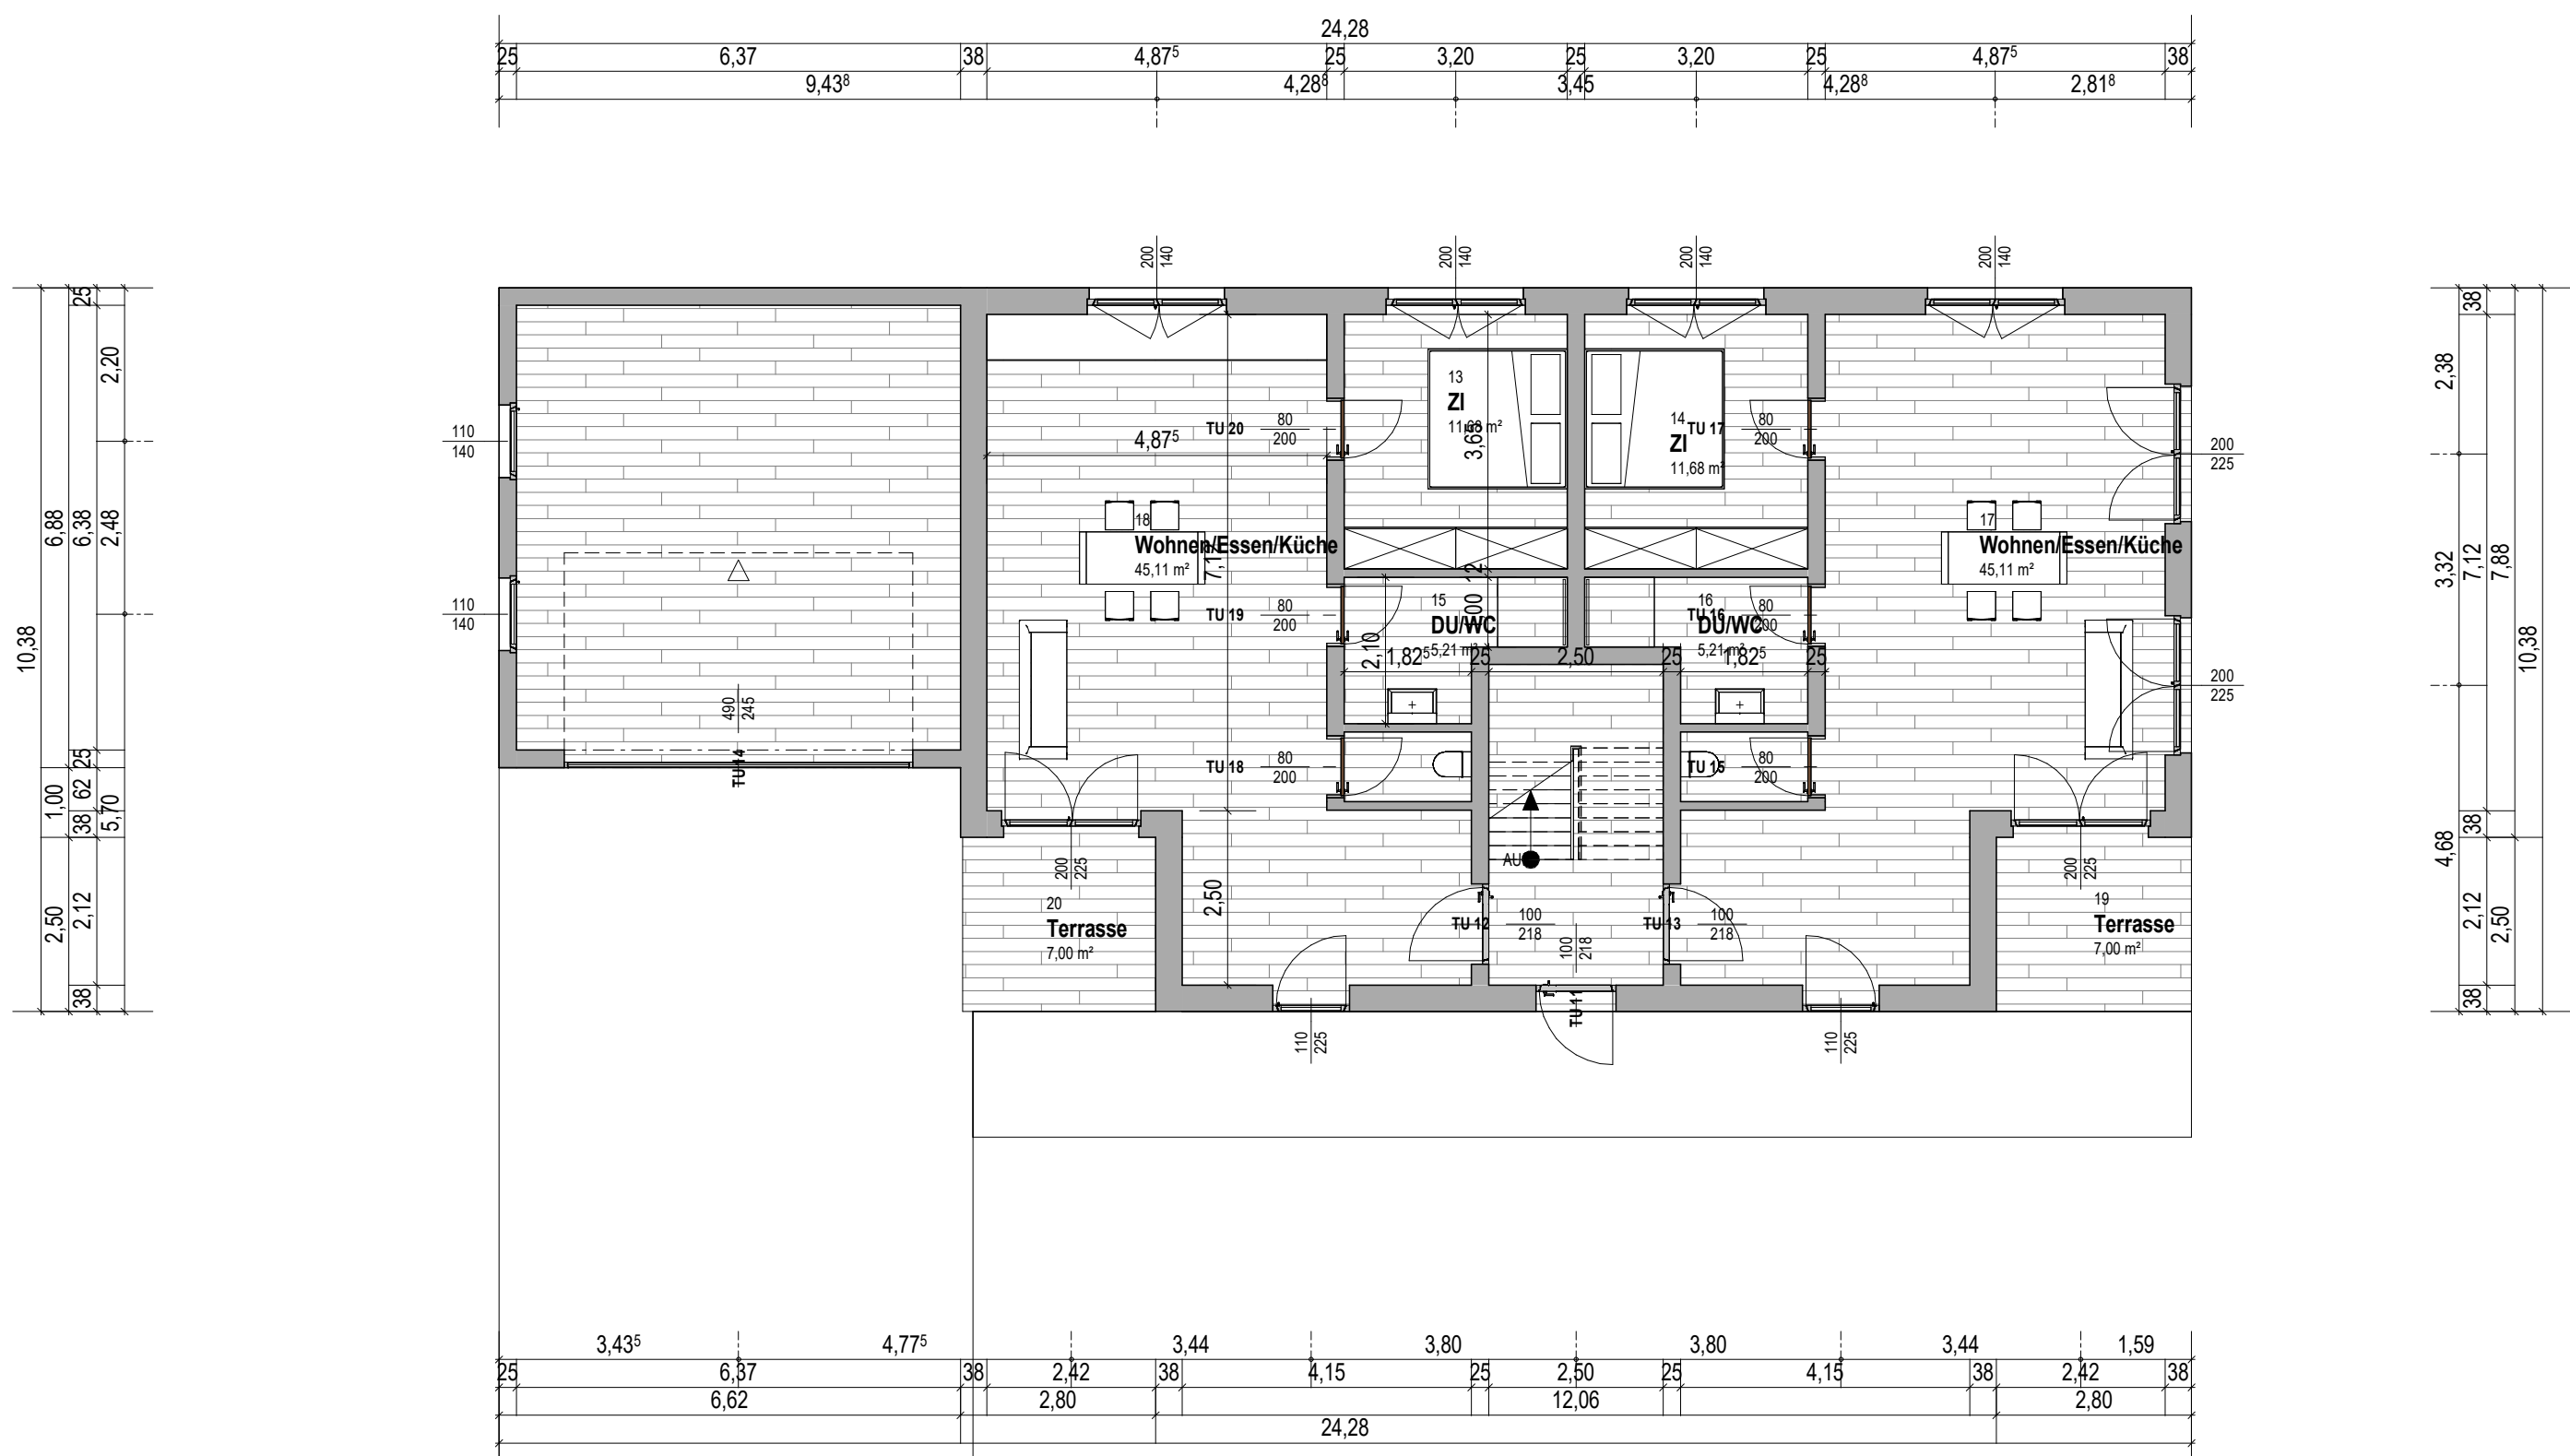 24,28
25 6,37 38 4,87⁵ 25 3,20 25 3,20 25 4,87⁵ 38
9,43⁸ 4,28⁸ 3,45 4,28⁸ 2,81⁸
200 140
200 140
200 140
200 140
10,38
6,88
1,00
2,50
25
6,38
25
62
38
2,12
38
2,20
2,48
5,70
110
140
110
140
490
245
TU 14
4,87⁵
7,12
2,50
TU 20
80
200
13
ZI
11,68 m²
3,65
14
ZI
11,68 m²
TU 17
80
200
200
225
18
Wohnen/Essen/Küche
45,11 m²
17
Wohnen/Essen/Küche
45,11 m²
12
TU 19
80
200
15
DU/WC
5,21 m²
2,10
16
DU/WC
5,21 m²
TU 16
80
200
1,82⁵ 25 2,50 25 1,82⁵ 25
200
225
TU 18
80
200
TU 15
80
200
200
225
200
225
20
Terrasse
7,00 m²
TU 12
100
218
100
218
TU 13
100
218
19
Terrasse
7,00 m²
TU 11
110
225
110
225
2,38
3,32
4,68
38
7,12
38
2,12
38
7,88
2,50
10,38
3,43⁵ 4,77⁵ 3,44 3,80 3,80 3,44 1,59
25 6,37 38 2,42 38 4,15 25 2,50 25 4,15 38 2,42 38
6,62 2,80 12,06 2,80
24,28